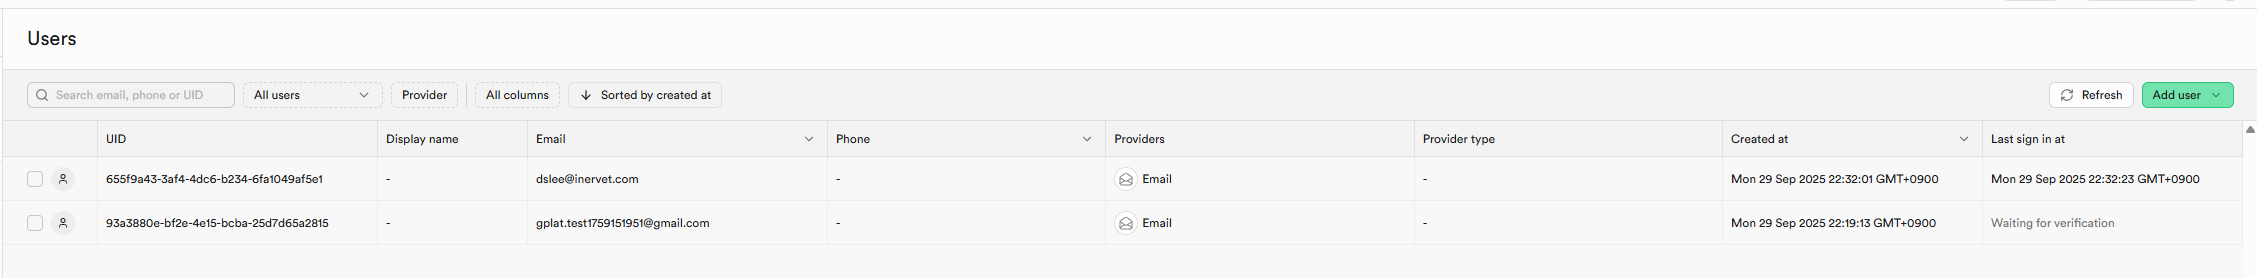 Users
Search email, phone or UID All users Provider All columns Sorted by created at Refresh Add user
UID Display name Email Phone Providers Provider type Created at Last sign in at
655f9a43-3af4-4dc6-b234-6fa1049af5e1 - dslee@inervet.com - Email - Mon 29 Sep 2025 22:32:01 GMT+0900 Mon 29 Sep 2025 22:32:23 GMT+0900
93a3880e-bf2e-4e15-bcba-25d7d65a2815 - gplat.test1759151951@gmail.com - Email - Mon 29 Sep 2025 22:19:13 GMT+0900 Waiting for verification